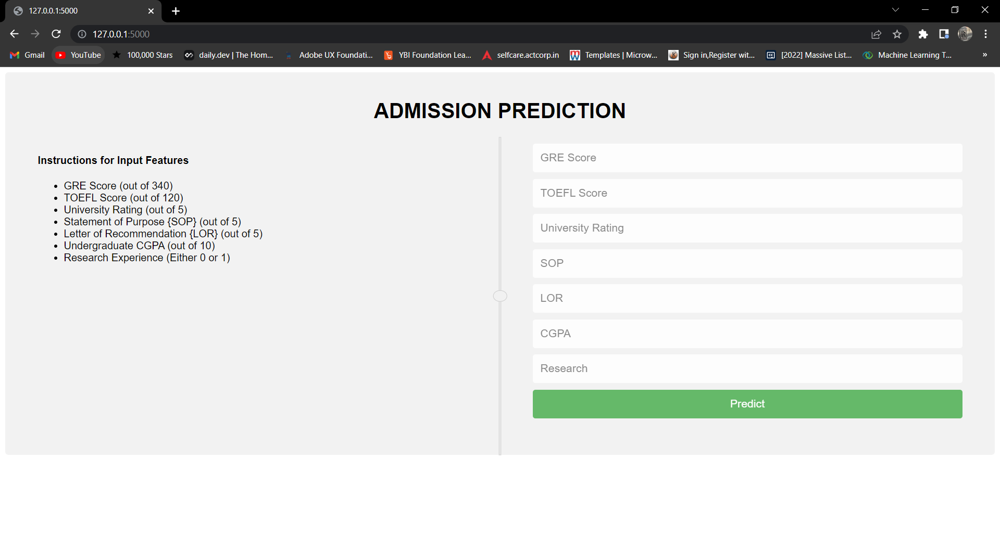 127.0.0.1:5000
127.0.0.1:5000
Gmail YouTube 100,000 Stars daily.dev | The Hom... Adobe UX Foundati... YBI Foundation Lea... selfcare.actcorp.in Templates | Microw... Sign in,Register wit... [2022] Massive List... Machine Learning T... »
ADMISSION PREDICTION
Instructions for Input Features
• GRE Score (out of 340)
• TOEFL Score (out of 120)
• University Rating (out of 5)
• Statement of Purpose {SOP} (out of 5)
• Letter of Recommendation {LOR} (out of 5)
• Undergraduate CGPA (out of 10)
• Research Experience (Either 0 or 1)
GRE Score
TOEFL Score
University Rating
SOP
LOR
CGPA
Research
Predict